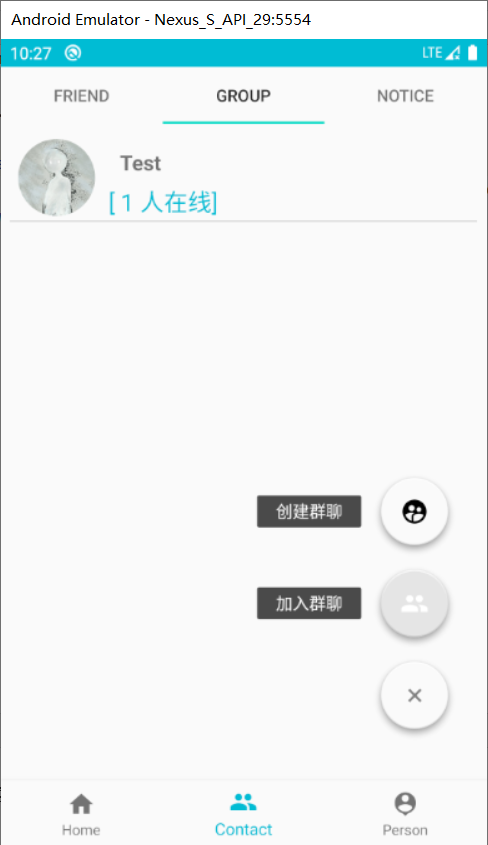 Android Emulator - Nexus_S_API_29:5554
10:27 LTE
FRIEND GROUP NOTICE
Test
[ 1 人在线]
创建群聊
加入群聊
Home Contact Person